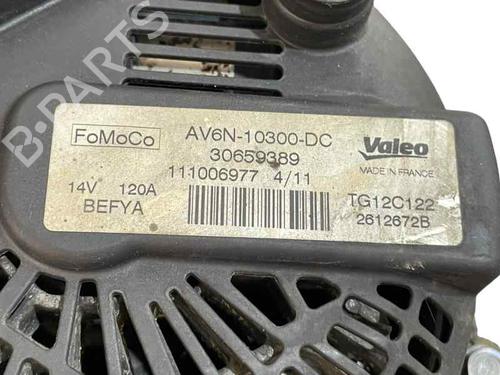 B-PARTS
FoMoCo
AV6N-10300-DC
30659389
111006977 4/11
14V 120A
BEFYA
Valeo
MADE IN FRANCE
TG12C122
2612672B